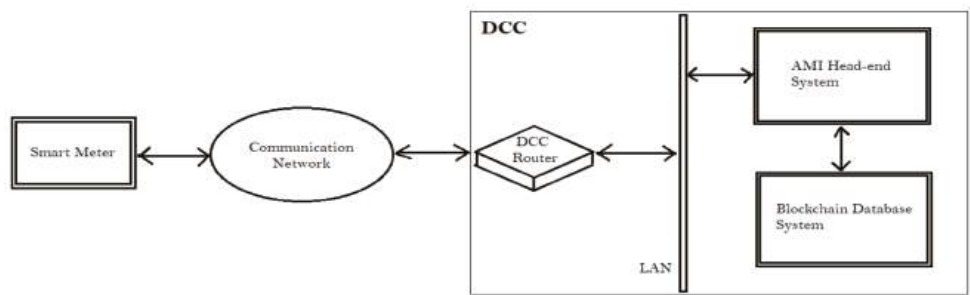 DCC
AMI Head-end
System
Smart Meter
Communication
Network
DCC
Router
Blockchain Database
System
LAN